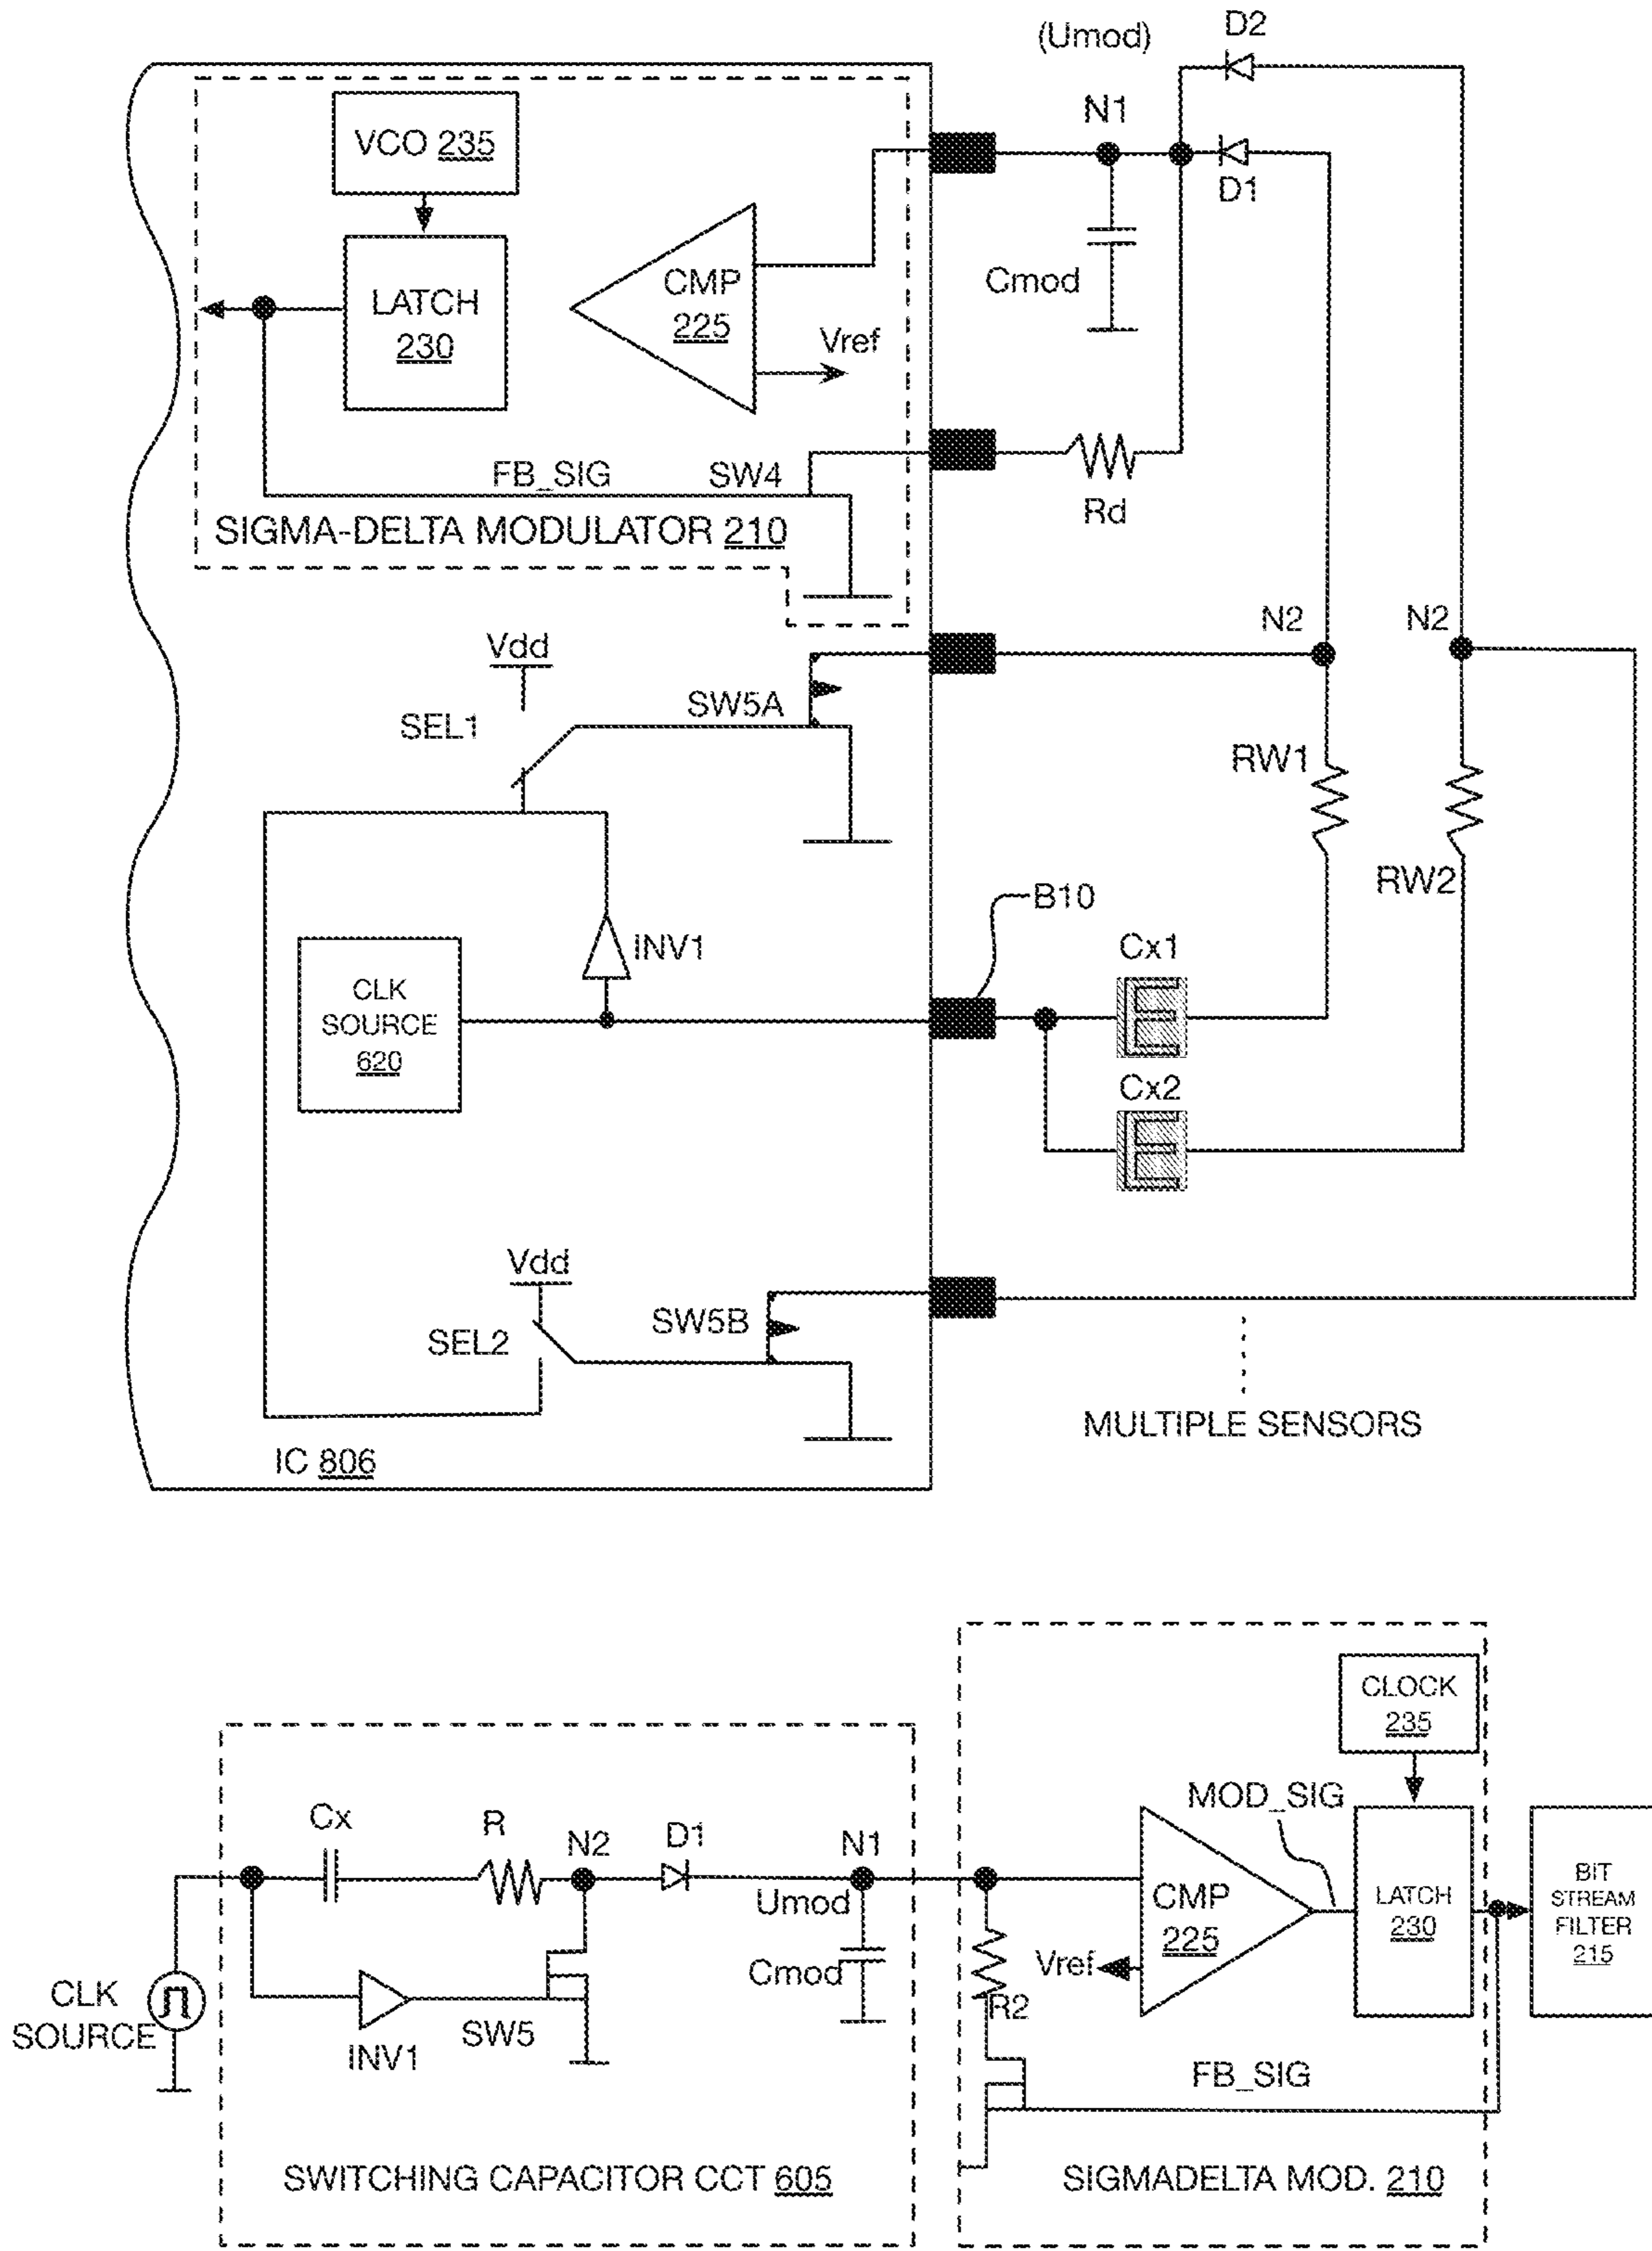 (Umod)
D2
VCO 235
N1
D1
LATCH
230
CMP
225
Vref
Cmod
FB_SIG
SW4
Rd
SIGMA-DELTA MODULATOR 210
Vdd
N2
N2
SEL1
SW5A
RW1
RW2
B10
INV1
Cx1
CLK
SOURCE
620
Cx2
Vdd
SW5B
SEL2
MULTIPLE SENSORS
IC 806
CLOCK
235
MOD_SIG
Cx
R
N2
D1
N1
Umod
CMP
225
LATCH
230
BIT
STREAM
FILTER
215
Vref
Cmod
R2
CLK
SOURCE
INV1
SW5
FB_SIG
SWITCHING CAPACITOR CCT 605
SIGMADELTA MOD. 210